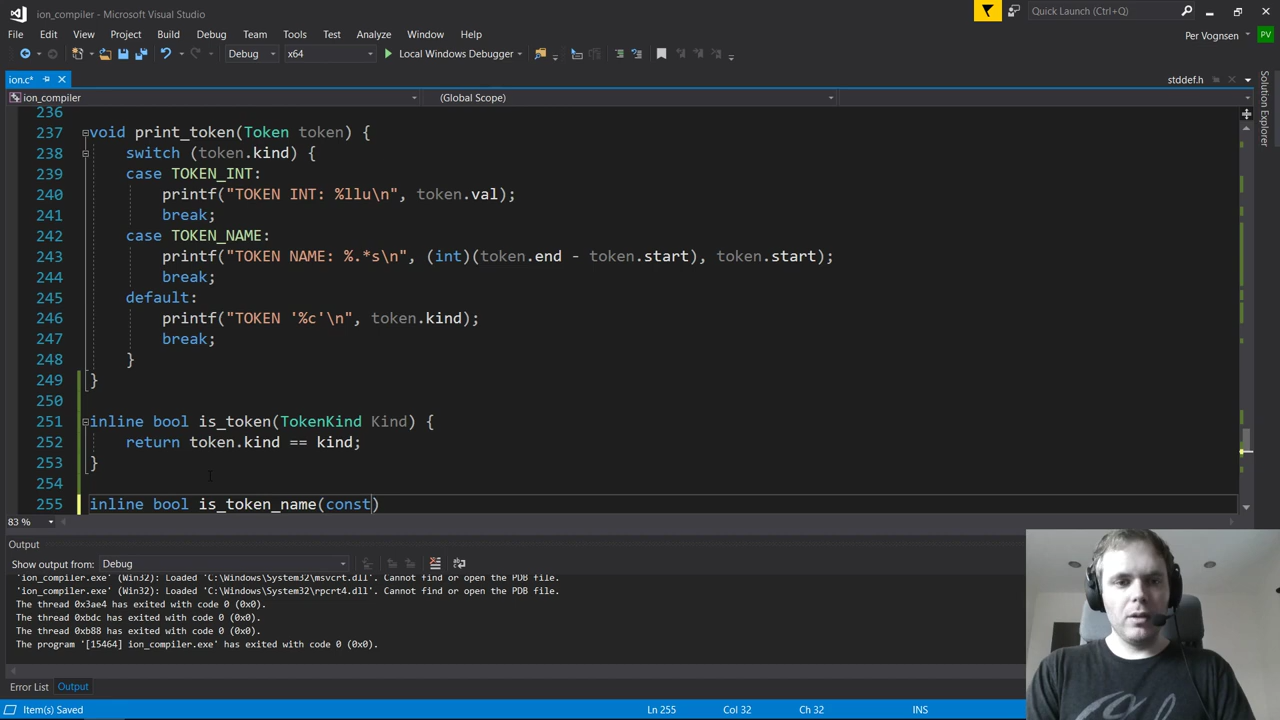 ion_compiler - Microsoft Visual Studio
Quick Launch (Ctrl+Q)
File Edit View Project Build Debug Team Tools Test Analyze Window Help
Per Vognsen
PV
Debug x64 Local Windows Debugger
ion.c*
stddef.h
Solution Explorer
ion_compiler (Global Scope)
236
237 void print_token(Token token) {
238 switch (token.kind) {
239 case TOKEN_INT:
240 printf("TOKEN INT: %llu\n", token.val);
241 break;
242 case TOKEN_NAME:
243 printf("TOKEN NAME: %.*s\n", (int)(token.end - token.start), token.start);
244 break;
245 default:
246 printf("TOKEN '%c'\n", token.kind);
247 break;
248 }
249 }
250
251 inline bool is_token(TokenKind Kind) {
252 return token.kind == kind;
253 }
254
255 inline bool is_token_name(const)
83 %
Output
Show output from: Debug
'ion_compiler.exe' (Win32): Loaded 'C:\Windows\System32\msvcrt.dll'. Cannot find or open the PDB file.
'ion_compiler.exe' (Win32): Loaded 'C:\Windows\System32\rpcrt4.dll'. Cannot find or open the PDB file.
The thread 0x3ae4 has exited with code 0 (0x0).
The thread 0xbdc has exited with code 0 (0x0).
The thread 0xb88 has exited with code 0 (0x0).
The program '[15464] ion_compiler.exe' has exited with code 0 (0x0).
Error List Output
Item(s) Saved Ln 255 Col 32 Ch 32 INS